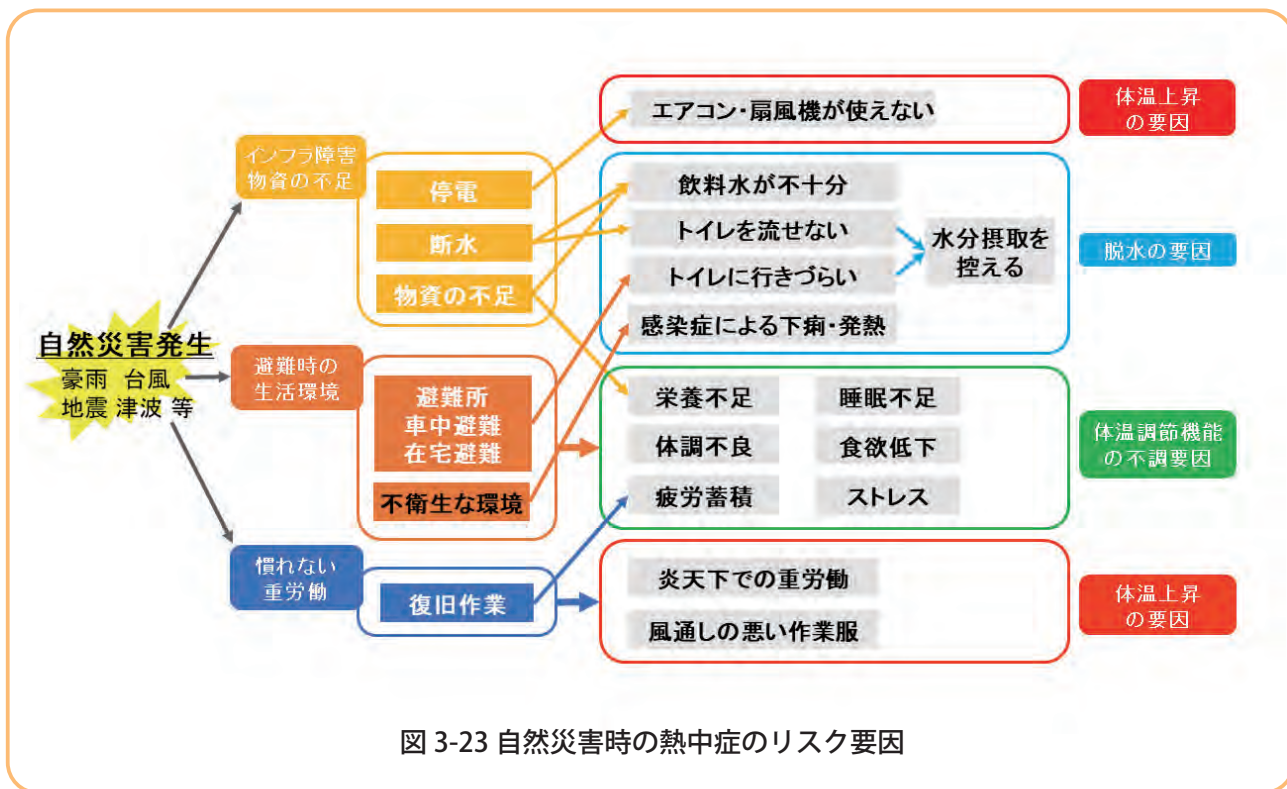 自然災害発生
豪雨 台風
地震 津波 等
インフラ障害
物資の不足
停電
断水
物資の不足
避難時の
生活環境
避難所
車中避難
在宅避難
不衛生な環境
慣れない
重労働
復旧作業
エアコン・扇風機が使えない
体温上昇
の要因
飲料水が不十分
トイレを流せない
トイレに行きづらい
感染症による下痢・発熱
水分摂取を
控える
脱水の要因
栄養不足
睡眠不足
体調不良
食欲低下
疲労蓄積
ストレス
体温調節機能
の不調要因
炎天下での重労働
風通しの悪い作業服
体温上昇
の要因
図 3-23 自然災害時の熱中症のリスク要因